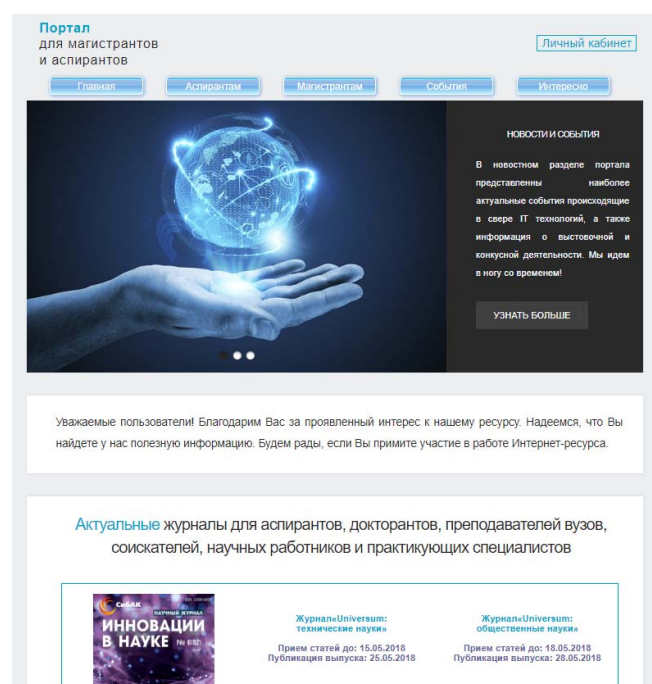 Портал
для магистрантов
и аспирантов
Личный кабинет
Главная
Аспирантам
Магистрантам
События
Интересно
НОВОСТИ И СОБЫТИЯ
В новостном разделе портала
представленны наиболее
актуальные события происходящие
в свере IT технологий, а также
информация о выстовочной и
конкусной деятельности. Мы идем
в ногу со временем!
УЗНАТЬ БОЛЬШЕ
Уважаемые пользователи! Благодарим Вас за проявленный интерес к нашему ресурсу. Надеемся, что Вы
найдете у нас полезную информацию. Будем рады, если Вы примите участие в работе Интернет-ресурса.
Актуальные журналы для аспирантов, докторантов, преподавателей вузов,
соискателей, научных работников и практикующих специалистов
СибАК
НАУЧНЫЙ ЖУРНАЛ
ИННОВАЦИИ
В НАУКЕ № 6(82)
Журнал«Universum:
технические науки»
Прием статей до: 15.05.2018
Публикация выпуска: 25.05.2018
Журнал«Universum:
общественные науки»
Прием статей до: 18.05.2018
Публикация выпуска: 28.05.2018